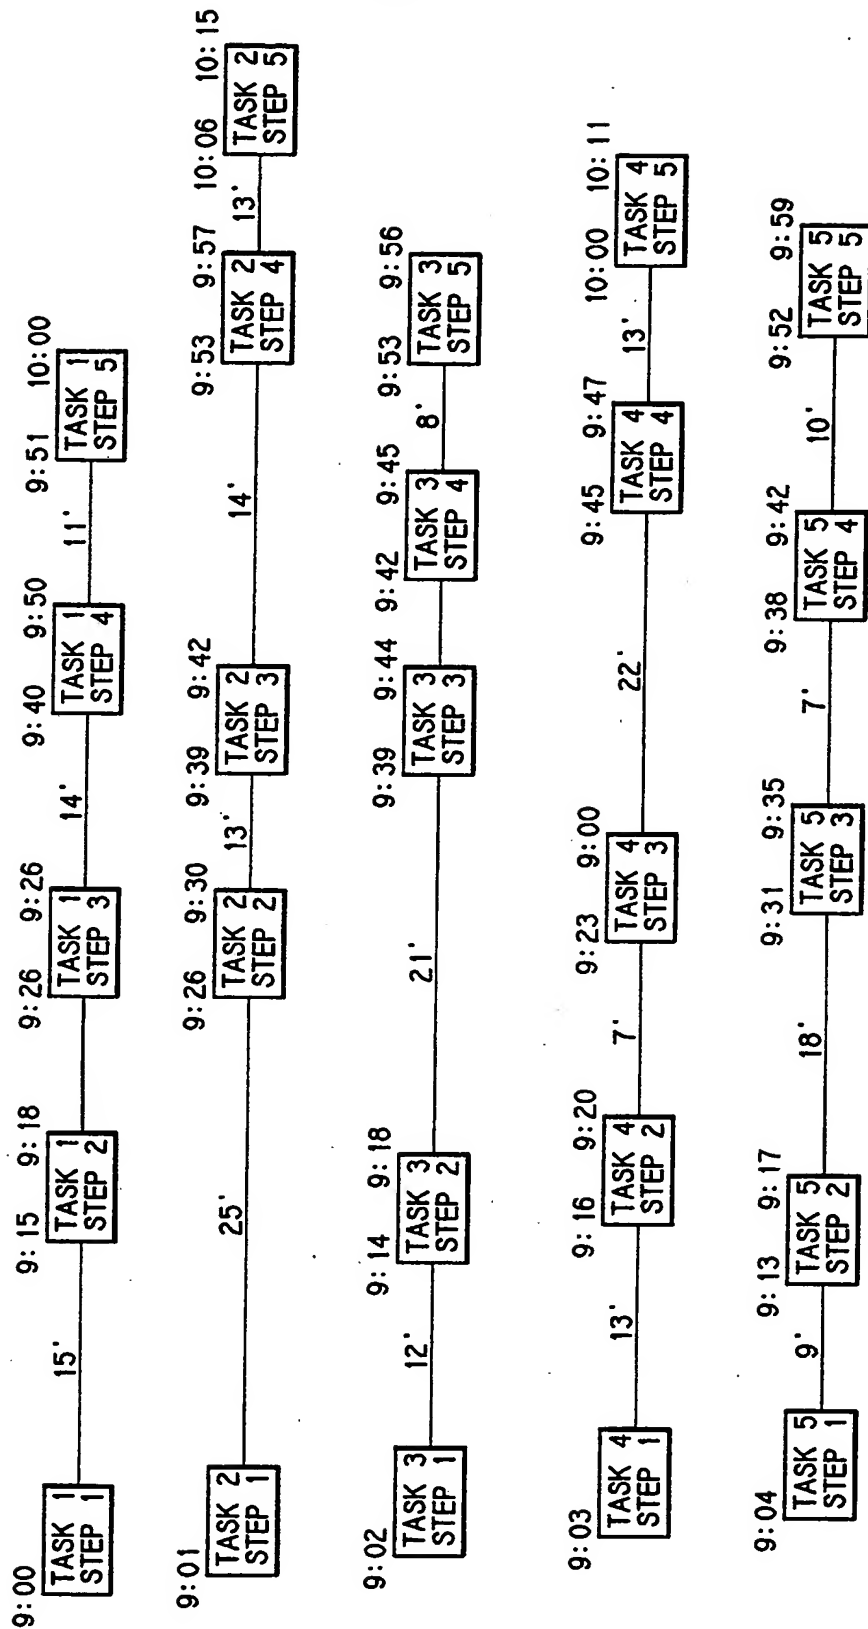 9:00
TASK 1
STEP 1
15'
9:15 9:18
TASK 1
STEP 2
9:26 9:26
TASK 1
STEP 3
14'
9:40 9:50
TASK 1
STEP 4
11'
9:51 10:00
TASK 1
STEP 5
9:01
TASK 2
STEP 1
25'
9:26 9:30
TASK 2
STEP 2
13'
9:39 9:42
TASK 2
STEP 3
14'
9:53 9:57
TASK 2
STEP 4
13'
10:06 10:15
TASK 2
STEP 5
9:02
TASK 3
STEP 1
12'
9:14 9:18
TASK 3
STEP 2
21'
9:39 9:44
TASK 3
STEP 3
9:42 9:45
TASK 3
STEP 4
8'
9:53 9:56
TASK 3
STEP 5
9:03
TASK 4
STEP 1
13'
9:16 9:20
TASK 4
STEP 2
7'
9:23 9:00
TASK 4
STEP 3
22'
9:45 9:47
TASK 4
STEP 4
13'
10:00 10:11
TASK 4
STEP 5
9:04
TASK 5
STEP 1
9'
9:13 9:17
TASK 5
STEP 2
18'
9:31 9:35
TASK 5
STEP 3
7'
9:38 9:42
TASK 5
STEP 4
10'
9:52 9:59
TASK 5
STEP 5